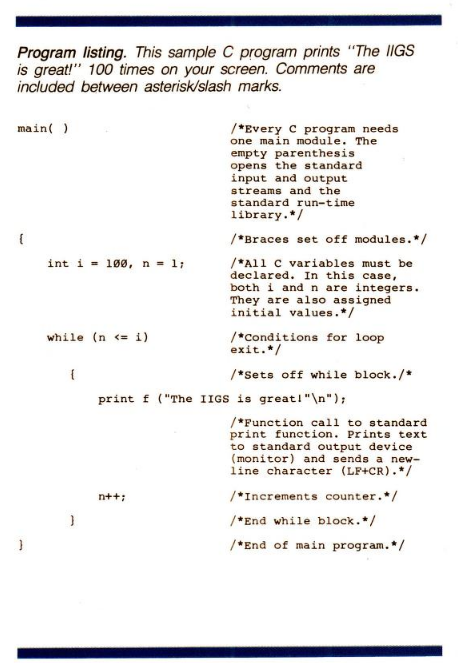 Program listing. This sample C program prints "The IIGS
is great!" 100 times on your screen. Comments are
included between asterisk/slash marks.
main( ) /*Every C program needs
one main module. The
empty parenthesis
opens the standard
input and output
streams and the
standard run-time
library.*/
{ /*Braces set off modules.*/
int i = 100, n = 1; /*All C variables must be
declared. In this case,
both i and n are integers.
They are also assigned
initial values.*/
while (n <= i) /*Conditions for loop
exit.*/
{ /*Sets off while block./*
print f ("The IIGS is great!"\n");
/*Function call to standard
print function. Prints text
to standard output device
(monitor) and sends a new-
line character (LF+CR).*/
n++; /*Increments counter.*/
} /*End while block.*/
} /*End of main program.*/